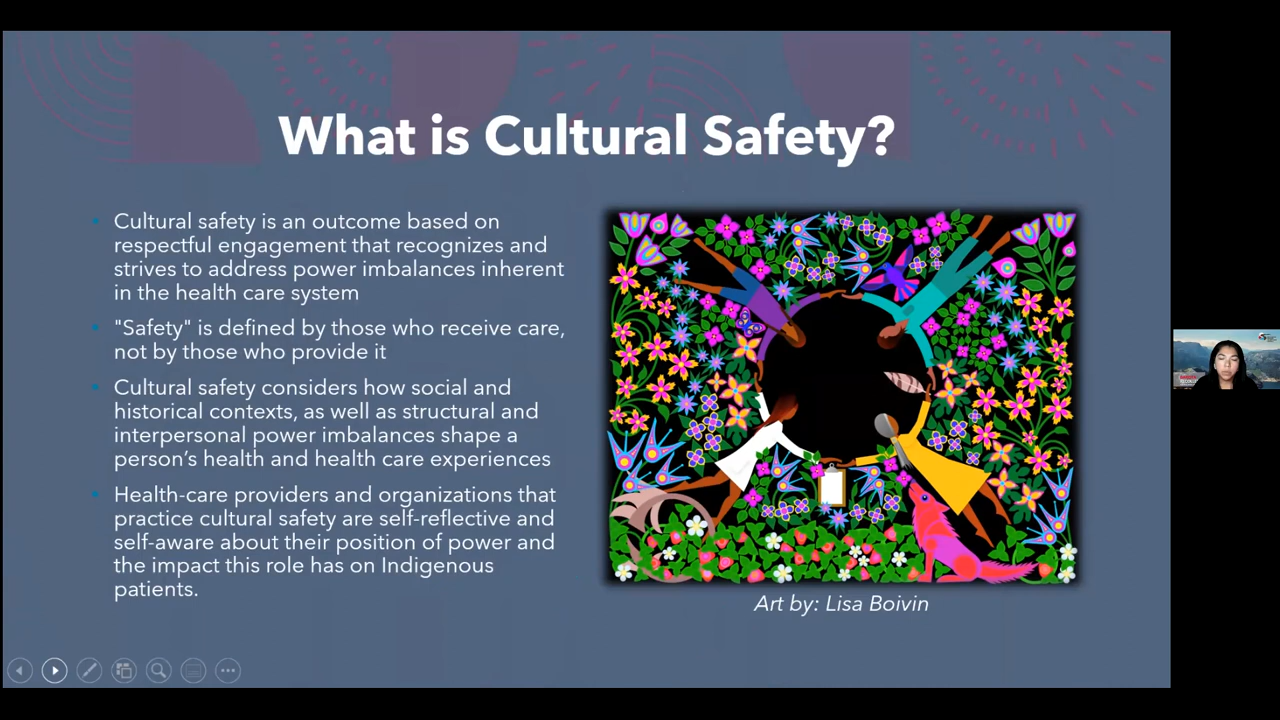 What is Cultural Safety?
Cultural safety is an outcome based on
respectful engagement that recognizes and
strives to address power imbalances inherent
in the health care system
"Safety" is defined by those who receive care,
not by those who provide it
Cultural safety considers how social and
historical contexts, as well as structural and
interpersonal power imbalances shape a
person’s health and health care experiences
Health-care providers and organizations that
practice cultural safety are self-reflective and
self-aware about their position of power and
the impact this role has on Indigenous
patients.
Art by: Lisa Boivin